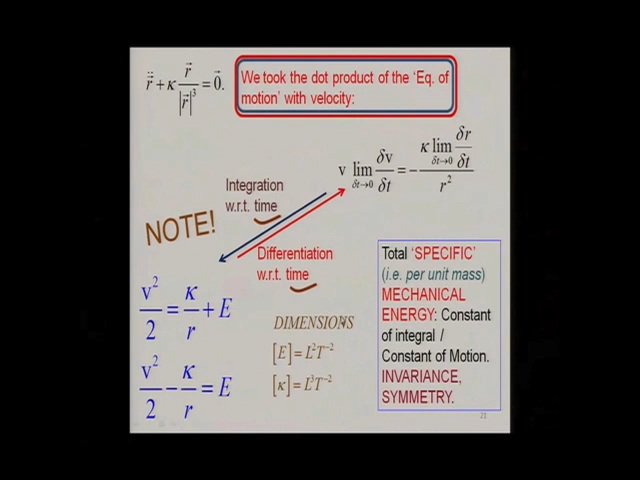 r̈⃗ + κ r⃗ / |r⃗|³ = 0⃗.
We took the dot product of the ‘Eq. of
motion’ with velocity:
v lim_{δt→0} δv/δt = − κ lim_{δt→0} δr/δt / r²
Integration
w.r.t. time
NOTE!
Differentiation
w.r.t. time
v²/2 = κ/r + E
v²/2 − κ/r = E
DIMENSIONS
[E] = L²T⁻²
[κ] = L³T⁻²
Total ‘SPECIFIC’
(i.e. per unit mass)
MECHANICAL
ENERGY: Constant
of integral /
Constant of Motion.
INVARIANCE,
SYMMETRY.
21